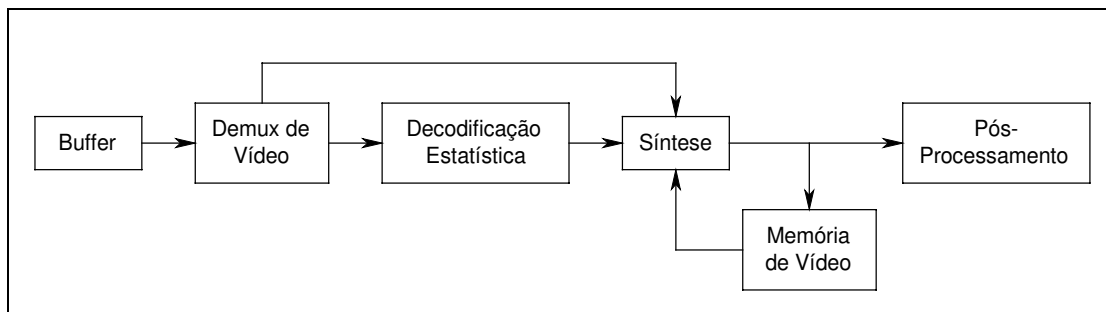 Buffer
Demux de
Vídeo
Decodificação
Estatística
Síntese
Pós-
Processamento
Memória
de Vídeo